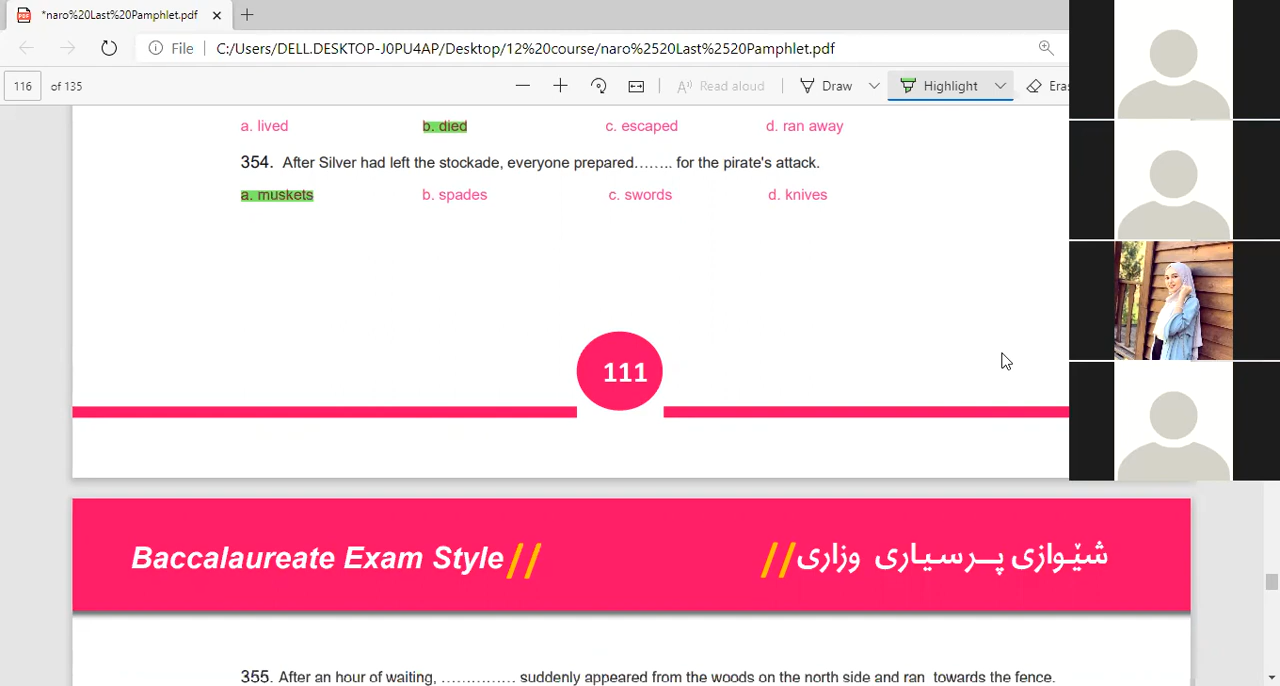 *naro%20Last%20Pamphlet.pdf
File C:/Users/DELL.DESKTOP-J0PU4AP/Desktop/12%20course/naro%2520Last%2520Pamphlet.pdf
116 of 135 Read aloud Draw Highlight Eras
a. lived b. died c. escaped d. ran away
354. After Silver had left the stockade, everyone prepared…….. for the pirate's attack.
a. muskets b. spades c. swords d. knives
111
Baccalaureate Exam Style// //شێوازی پرسیاری وزاری
355. After an hour of waiting, …………… suddenly appeared from the woods on the north side and ran towards the fence.